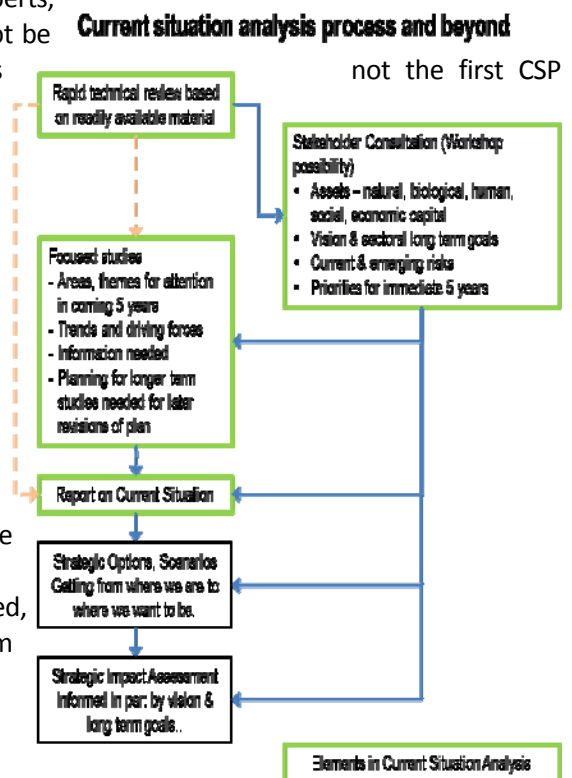 perts,
ot be
s
Current situation analysis process and beyond
not the first CSP
Rapid technical review based
on readily available material
Stakeholder Consultation (Workshop
possibility)
• Assets – natural, biological, human,
social, economic capital
• Vision & sectoral long term goals
• Current & emerging risks
• Priorities for immediate 5 years
Focused studies
- Areas, themes for attention
in coming 5 years
- Trends and driving forces
- Information needed
- Planning for longer term
studies needed for later
revisions of plan
Report on Current Situation
e
ed,
m
Strategic Options, Scenarios
Getting from where we are to
where we want to be.
Strategic Impact Assessment
Informed in part by vision &
long term goals..
Elements in Current Situation Analysis